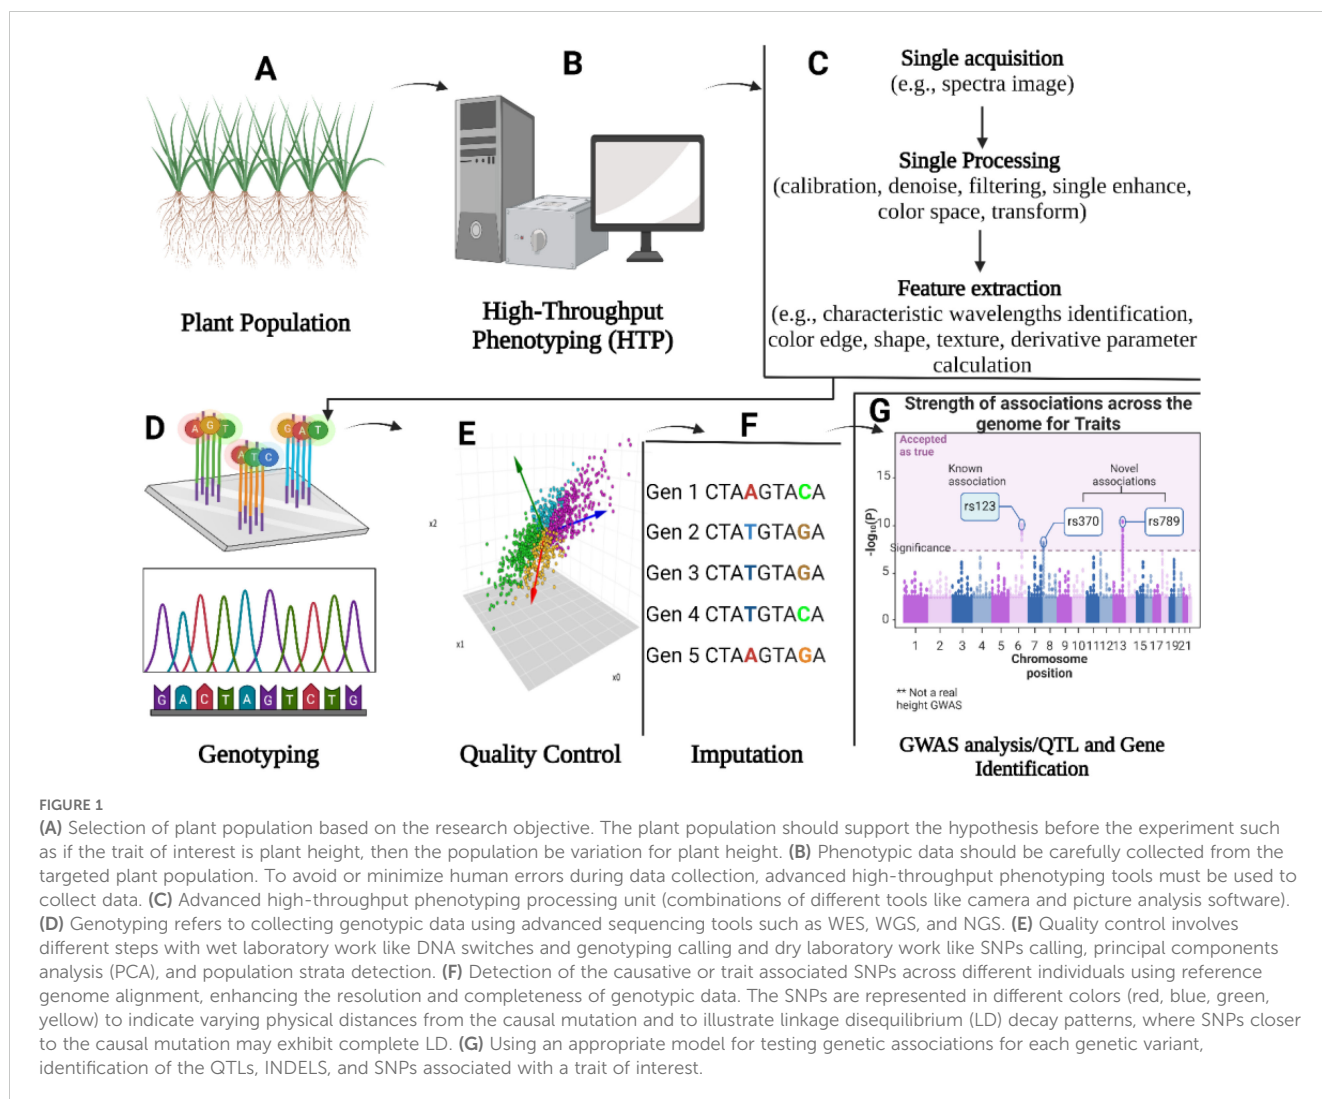 A
B
C
Single acquisition
(e.g., spectra image)
Single Processing
(calibration, denoise, filtering, single enhance,
color space, transform)
Feature extraction
(e.g., characteristic wavelengths identification,
color edge, shape, texture, derivative parameter
calculation
Plant Population
High-Throughput
Phenotyping (HTP)
D
A G T
G A T
A T C
G A C T A G T C T G
Genotyping
E
x2
x1
x0
Quality Control
F
Gen 1 CTAAGTACA
Gen 2 CTATGTAGA
Gen 3 CTATGTAGA
Gen 4 CTATGTACA
Gen 5 CTAAGTAGA
Imputation
G
Strength of associations across the
genome for Traits
Accepted
as true
Known
association
Novel
associations
rs123
rs370
rs789
Significance
-log10(P)
15
10
5
0
1 2 3 4 5 6 7 8 9 10 11 12 13 15 17 19 21
Chromosome
position
** Not a real
height GWAS
GWAS analysis/QTL and Gene
Identification
FIGURE 1
(A) Selection of plant population based on the research objective. The plant population should support the hypothesis before the experiment such
as if the trait of interest is plant height, then the population be variation for plant height. (B) Phenotypic data should be carefully collected from the
targeted plant population. To avoid or minimize human errors during data collection, advanced high-throughput phenotyping tools must be used to
collect data. (C) Advanced high-throughput phenotyping processing unit (combinations of different tools like camera and picture analysis software).
(D) Genotyping refers to collecting genotypic data using advanced sequencing tools such as WES, WGS, and NGS. (E) Quality control involves
different steps with wet laboratory work like DNA switches and genotyping calling and dry laboratory work like SNPs calling, principal components
analysis (PCA), and population strata detection. (F) Detection of the causative or trait associated SNPs across different individuals using reference
genome alignment, enhancing the resolution and completeness of genotypic data. The SNPs are represented in different colors (red, blue, green,
yellow) to indicate varying physical distances from the causal mutation and to illustrate linkage disequilibrium (LD) decay patterns, where SNPs closer
to the causal mutation may exhibit complete LD. (G) Using an appropriate model for testing genetic associations for each genetic variant,
identification of the QTLs, INDELS, and SNPs associated with a trait of interest.